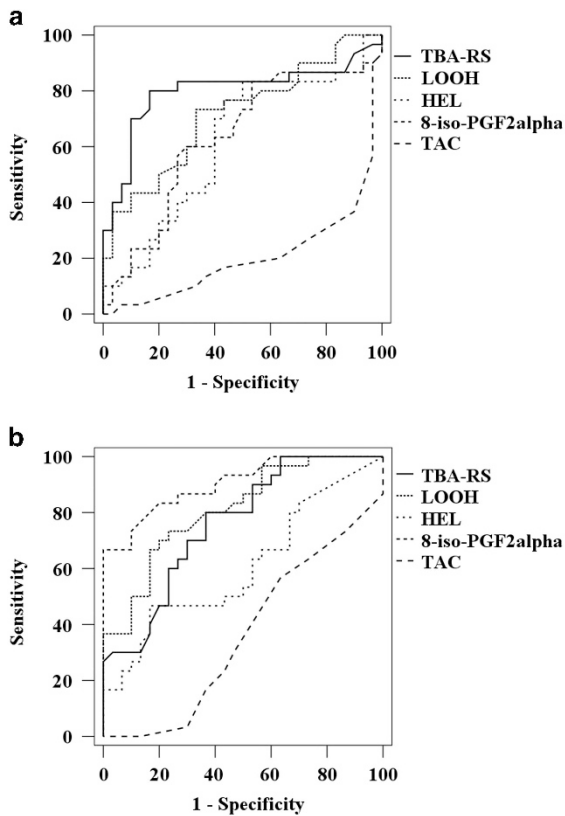 a
100
80
60
40
20
0
Sensitivity
0 20 40 60 80 100
1 - Specificity
TBA-RS
LOOH
HEL
8-iso-PGF2alpha
TAC
b
100
80
60
40
20
0
Sensitivity
0 20 40 60 80 100
1 - Specificity
TBA-RS
LOOH
HEL
8-iso-PGF2alpha
TAC